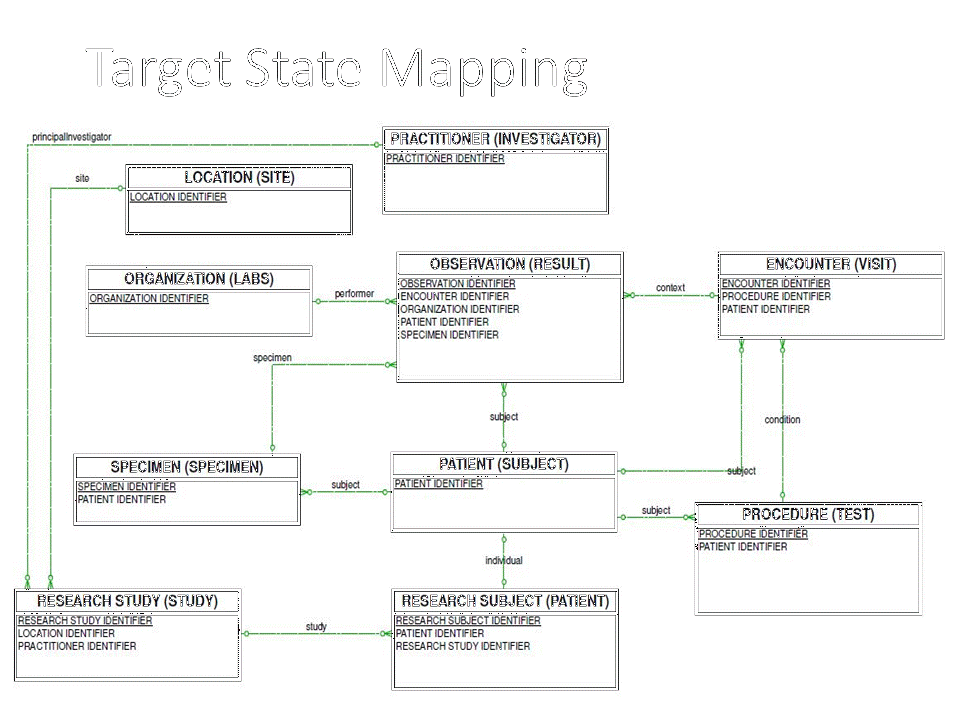 Target State Mapping
principalInvestigator
PRACTITIONER (INVESTIGATOR)
PRACTITIONER IDENTIFIER
site
LOCATION (SITE)
LOCATION IDENTIFIER
ORGANIZATION (LABS)
ORGANIZATION IDENTIFIER
performer
OBSERVATION (RESULT)
OBSERVATION IDENTIFIER
ENCOUNTER IDENTIFIER
ORGANIZATION IDENTIFIER
PATIENT IDENTIFIER
SPECIMEN IDENTIFIER
context
ENCOUNTER (VISIT)
ENCOUNTER IDENTIFIER
PROCEDURE IDENTIFIER
PATIENT IDENTIFIER
specimen
subject
condition
SPECIMEN (SPECIMEN)
SPECIMEN IDENTIFIER
PATIENT IDENTIFIER
subject
PATIENT (SUBJECT)
PATIENT IDENTIFIER
subject
subject
PROCEDURE (TEST)
PROCEDURE IDENTIFIER
PATIENT IDENTIFIER
individual
RESEARCH STUDY (STUDY)
RESEARCH STUDY IDENTIFIER
LOCATION IDENTIFIER
PRACTITIONER IDENTIFIER
study
RESEARCH SUBJECT (PATIENT)
RESEARCH SUBJECT IDENTIFIER
PATIENT IDENTIFIER
RESEARCH STUDY IDENTIFIER